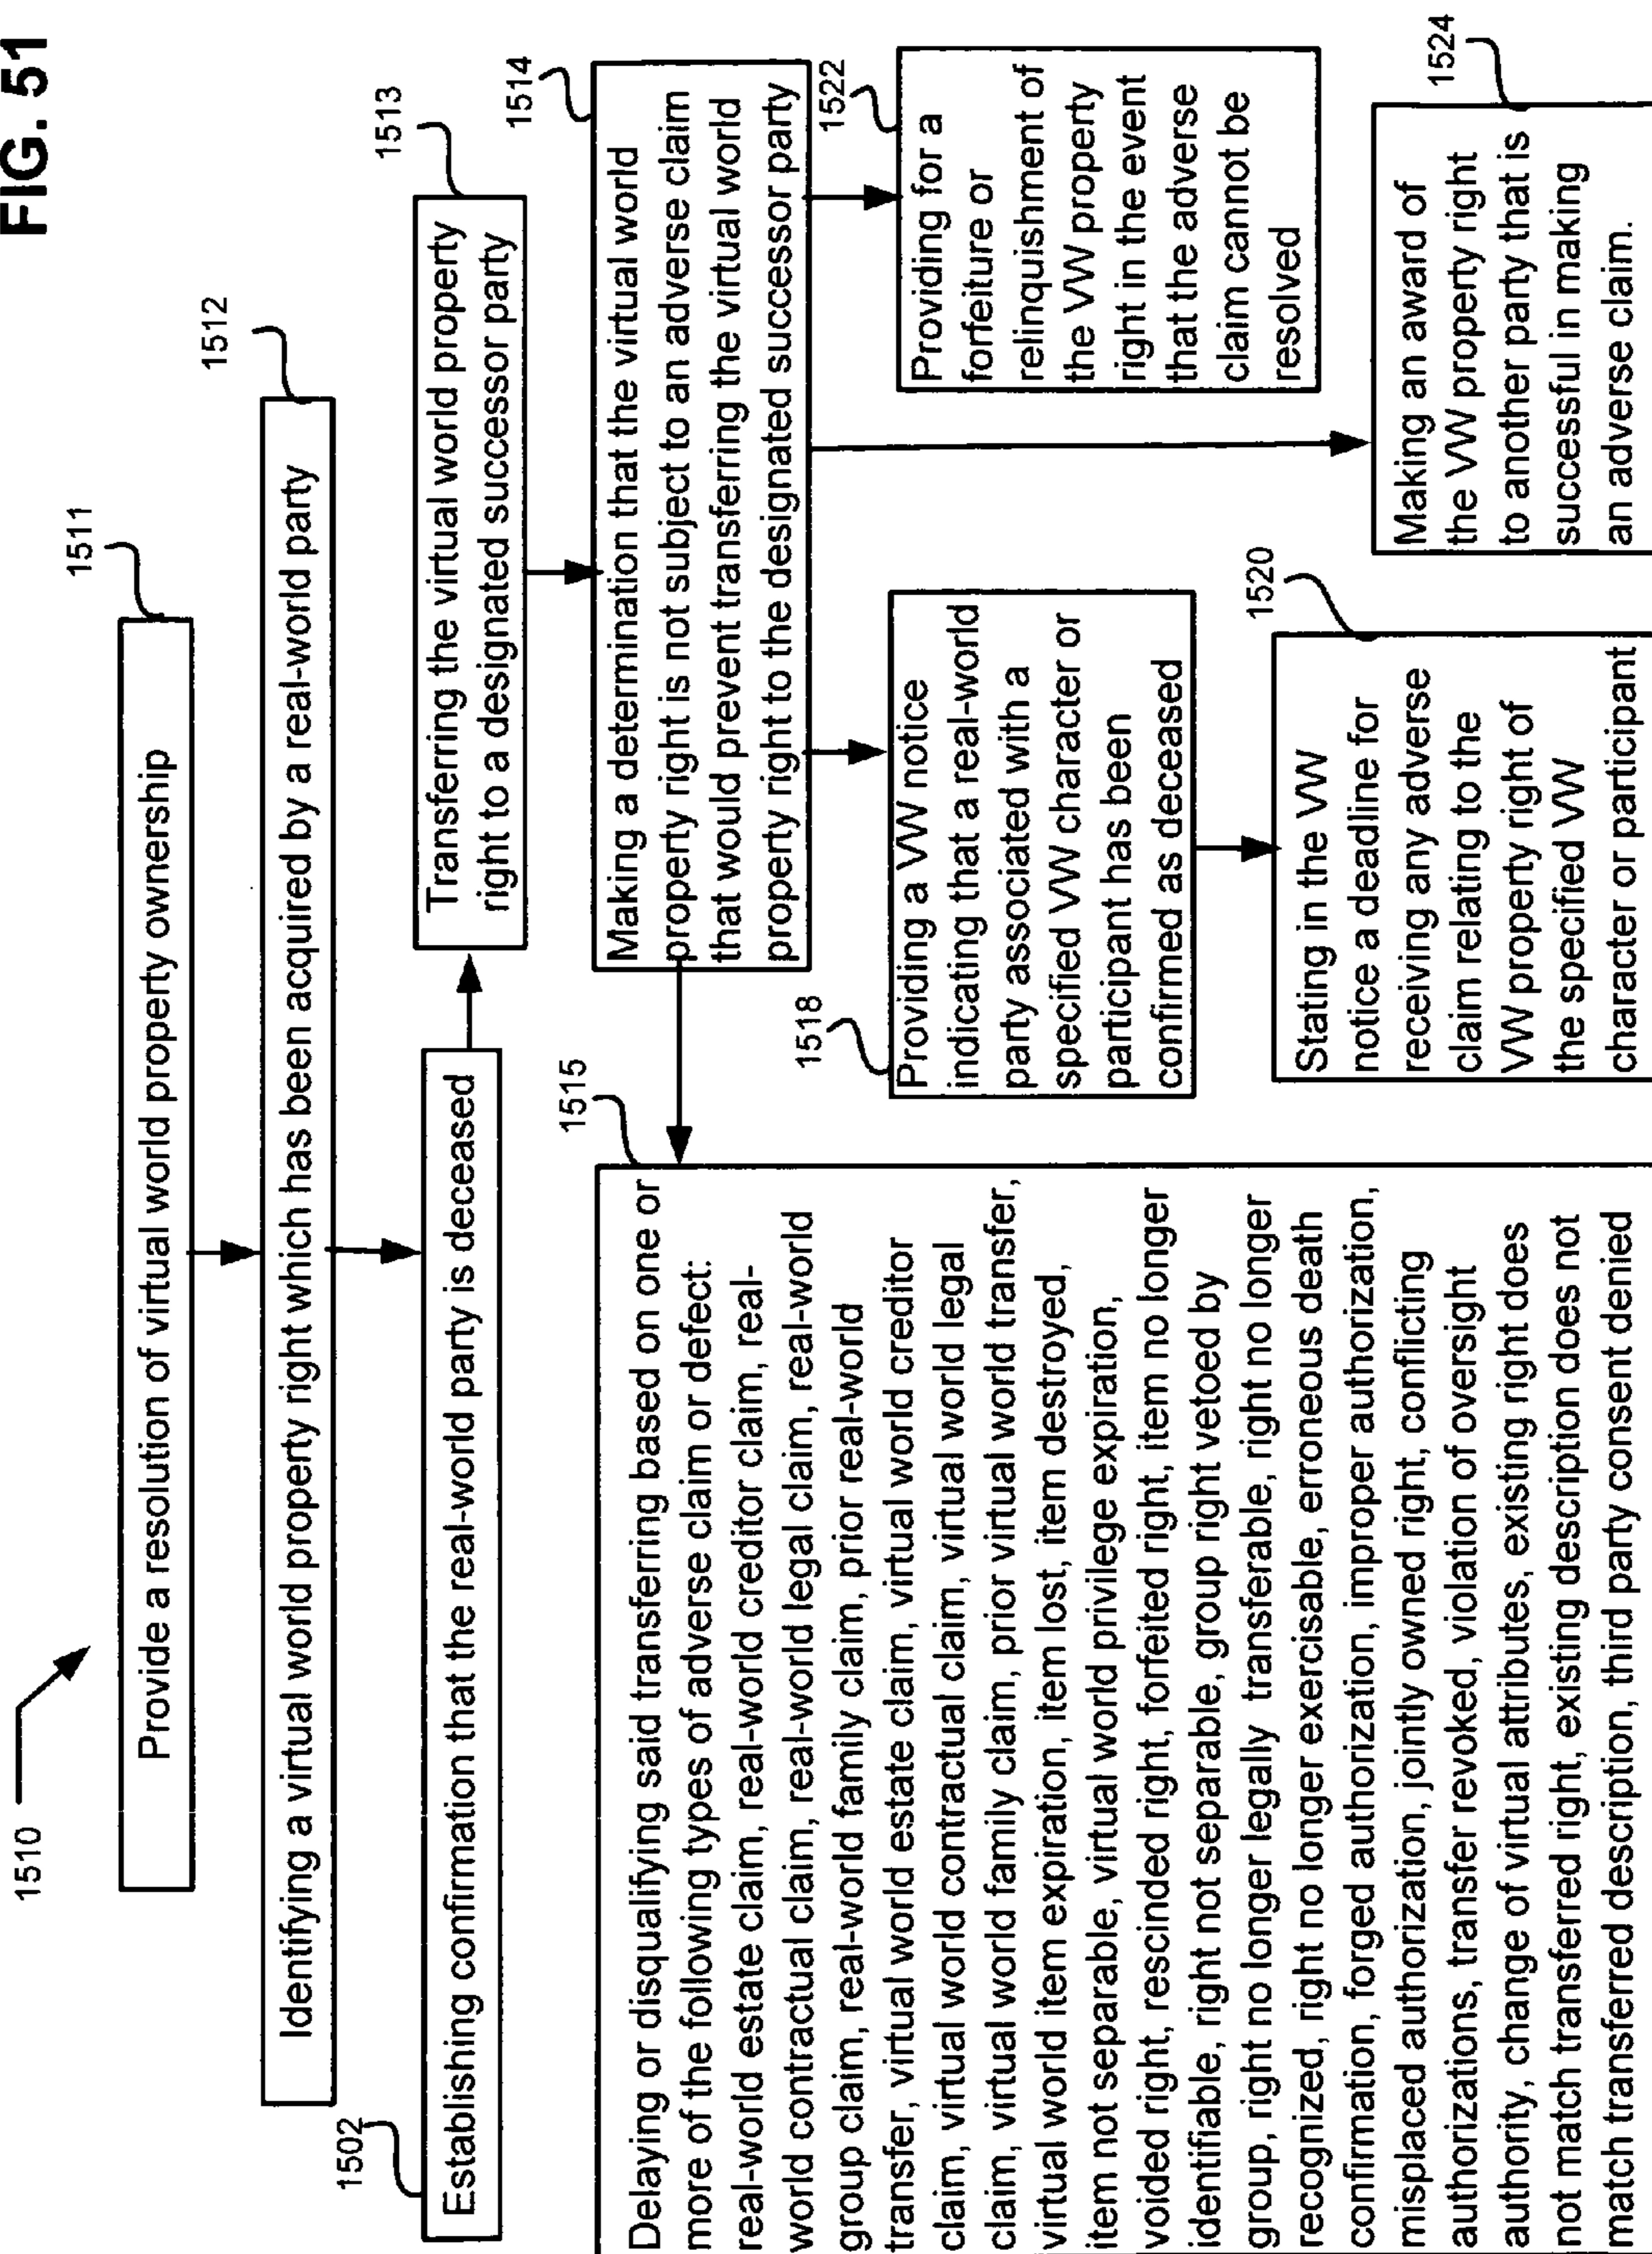 FIG. 51
1510
1511
Provide a resolution of virtual world property ownership
1512
Identifying a virtual world property right which has been acquired by a real-world party
1502
Establishing confirmation that the real-world party is deceased
1513
Transferring the virtual world property
right to a designated successor party
1514
Making a determination that the virtual world
property right is not subject to an adverse claim
that would prevent transferring the virtual world
property right to the designated successor party
1515
Delaying or disqualifying said transferring based on one or
more of the following types of adverse claim or defect:
real-world estate claim, real-world creditor claim, real-
world contractual claim, real-world legal claim, real-world
group claim, real-world family claim, prior real-world
transfer, virtual world estate claim, virtual world creditor
claim, virtual world contractual claim, virtual world legal
claim, virtual world family claim, prior virtual world transfer,
virtual world item expiration, item lost, item destroyed,
item not separable, virtual world privilege expiration,
voided right, rescinded right, forfeited right, item no longer
identifiable, right not separable, group right vetoed by
group, right no longer legally transferable, right no longer
recognized, right no longer exercisable, erroneous death
confirmation, forged authorization, improper authorization,
misplaced authorization, jointly owned right, conflicting
authorizations, transfer revoked, violation of oversight
authority, change of virtual attributes, existing right does
not match transferred right, existing description does not
match transferred description, third party consent denied
1518
Providing a VW notice
indicating that a real-world
party associated with a
specified VW character or
participant has been
confirmed as deceased
1520
Stating in the VW
notice a deadline for
receiving any adverse
claim relating to the
VW property right of
the specified VW
character or participant
1522
Providing for a
forfeiture or
relinquishment of
the VW property
right in the event
that the adverse
claim cannot be
resolved
1524
Making an award of
the VW property right
to another party that is
successful in making
an adverse claim.